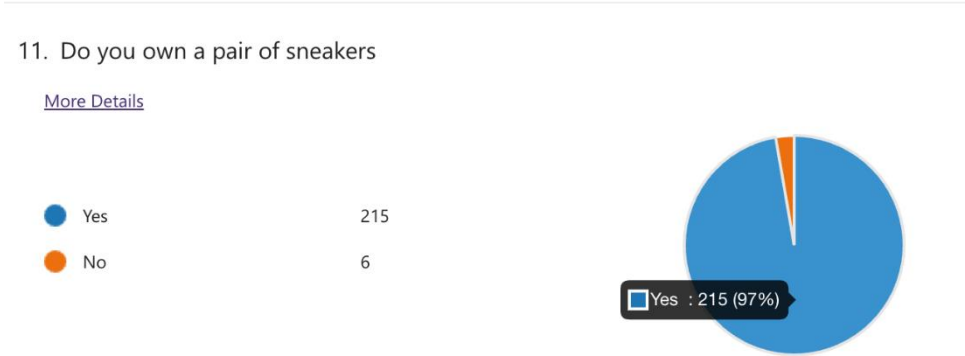 11. Do you own a pair of sneakers
More Details
Yes 215
No 6
Yes : 215 (97%)